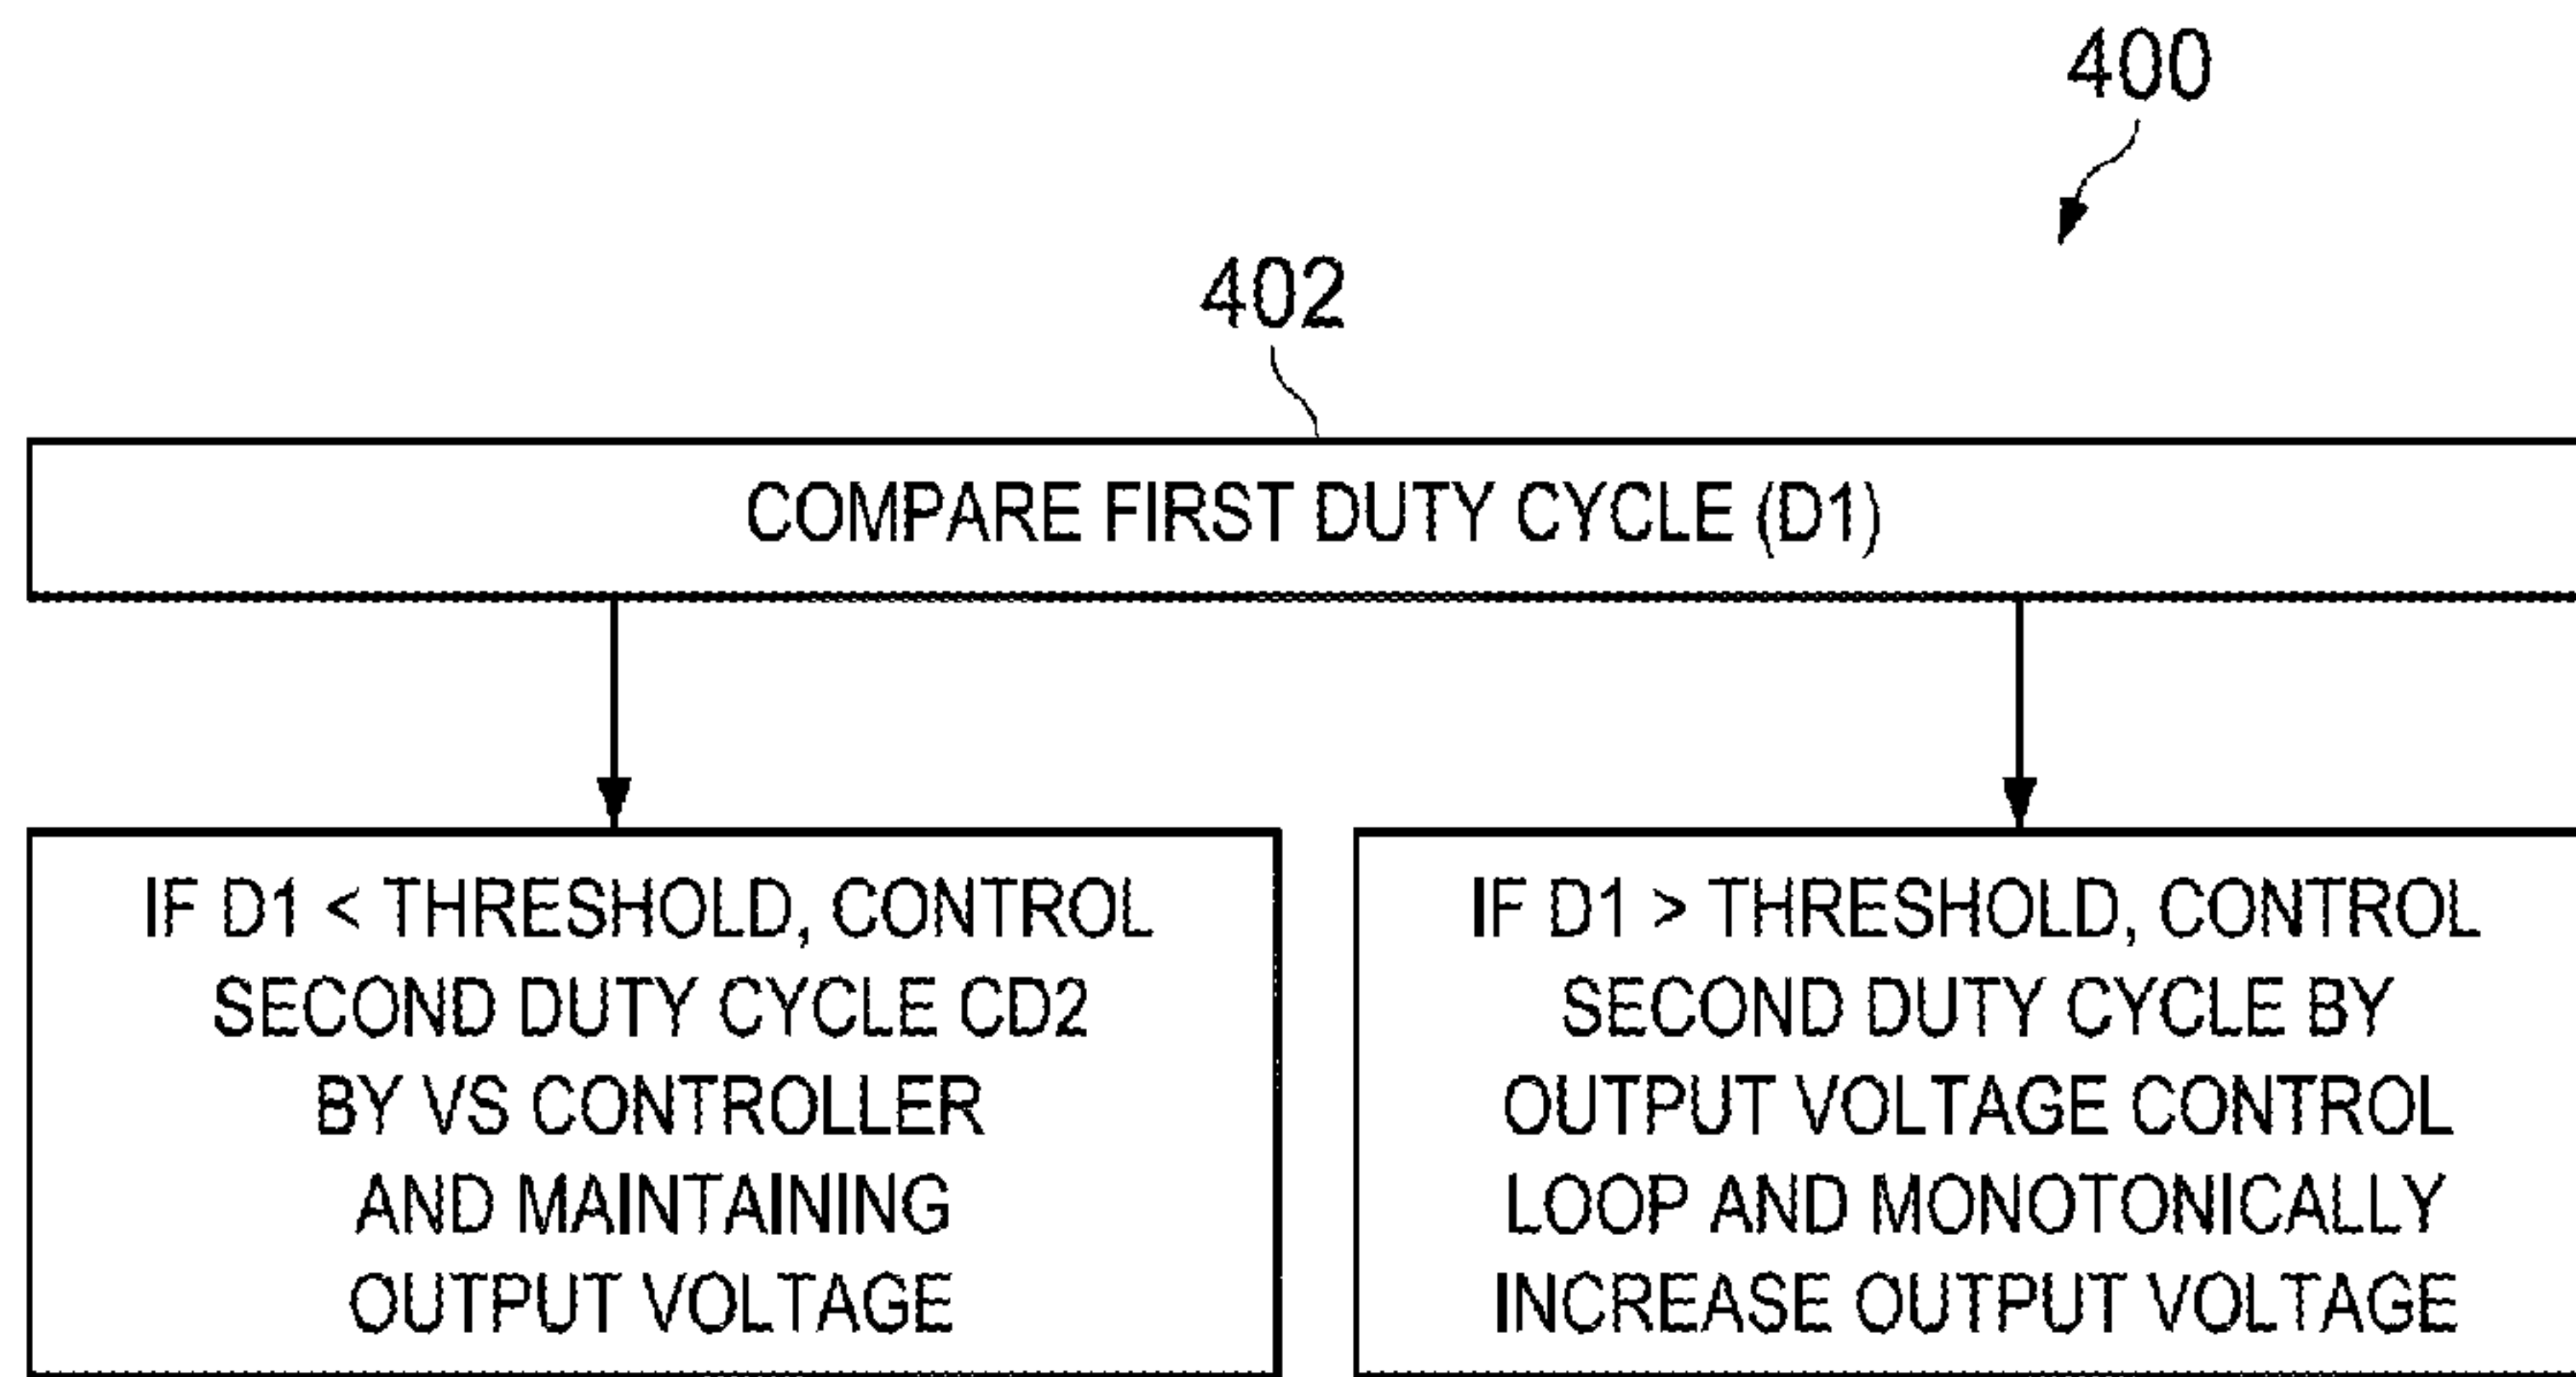 400
402
COMPARE FIRST DUTY CYCLE (D1)
IF D1 < THRESHOLD, CONTROL
SECOND DUTY CYCLE CD2
BY VS CONTROLLER
AND MAINTAINING
OUTPUT VOLTAGE
IF D1 > THRESHOLD, CONTROL
SECOND DUTY CYCLE BY
OUTPUT VOLTAGE CONTROL
LOOP AND MONOTONICALLY
INCREASE OUTPUT VOLTAGE